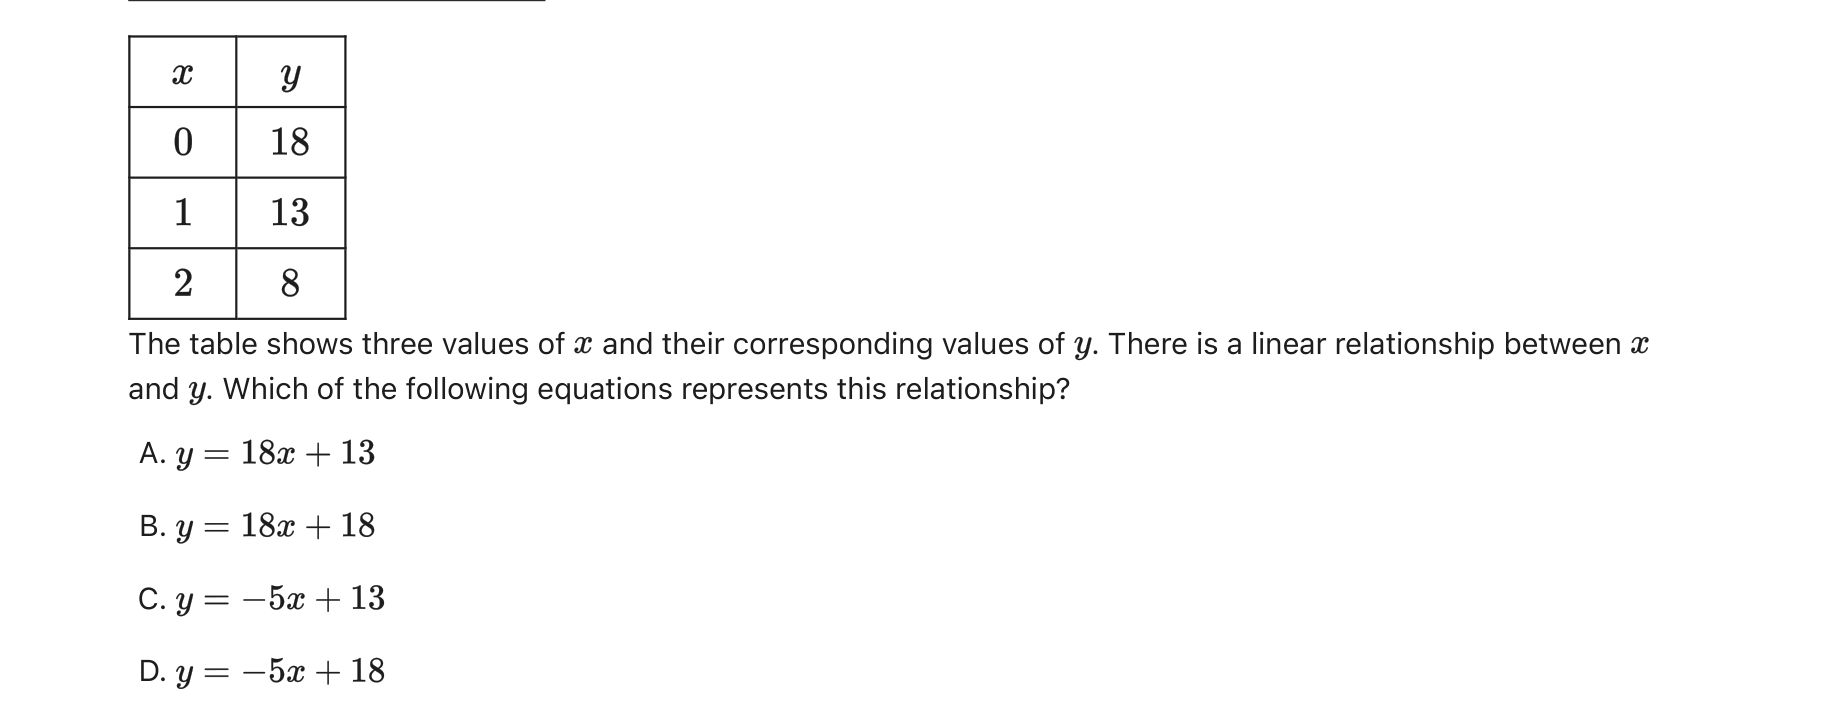 x y
0 18
1 13
2 8
The table shows three values of x and their corresponding values of y. There is a linear relationship between x
and y. Which of the following equations represents this relationship?
A. y = 18x + 13
B. y = 18x + 18
C. y = −5x + 13
D. y = −5x + 18